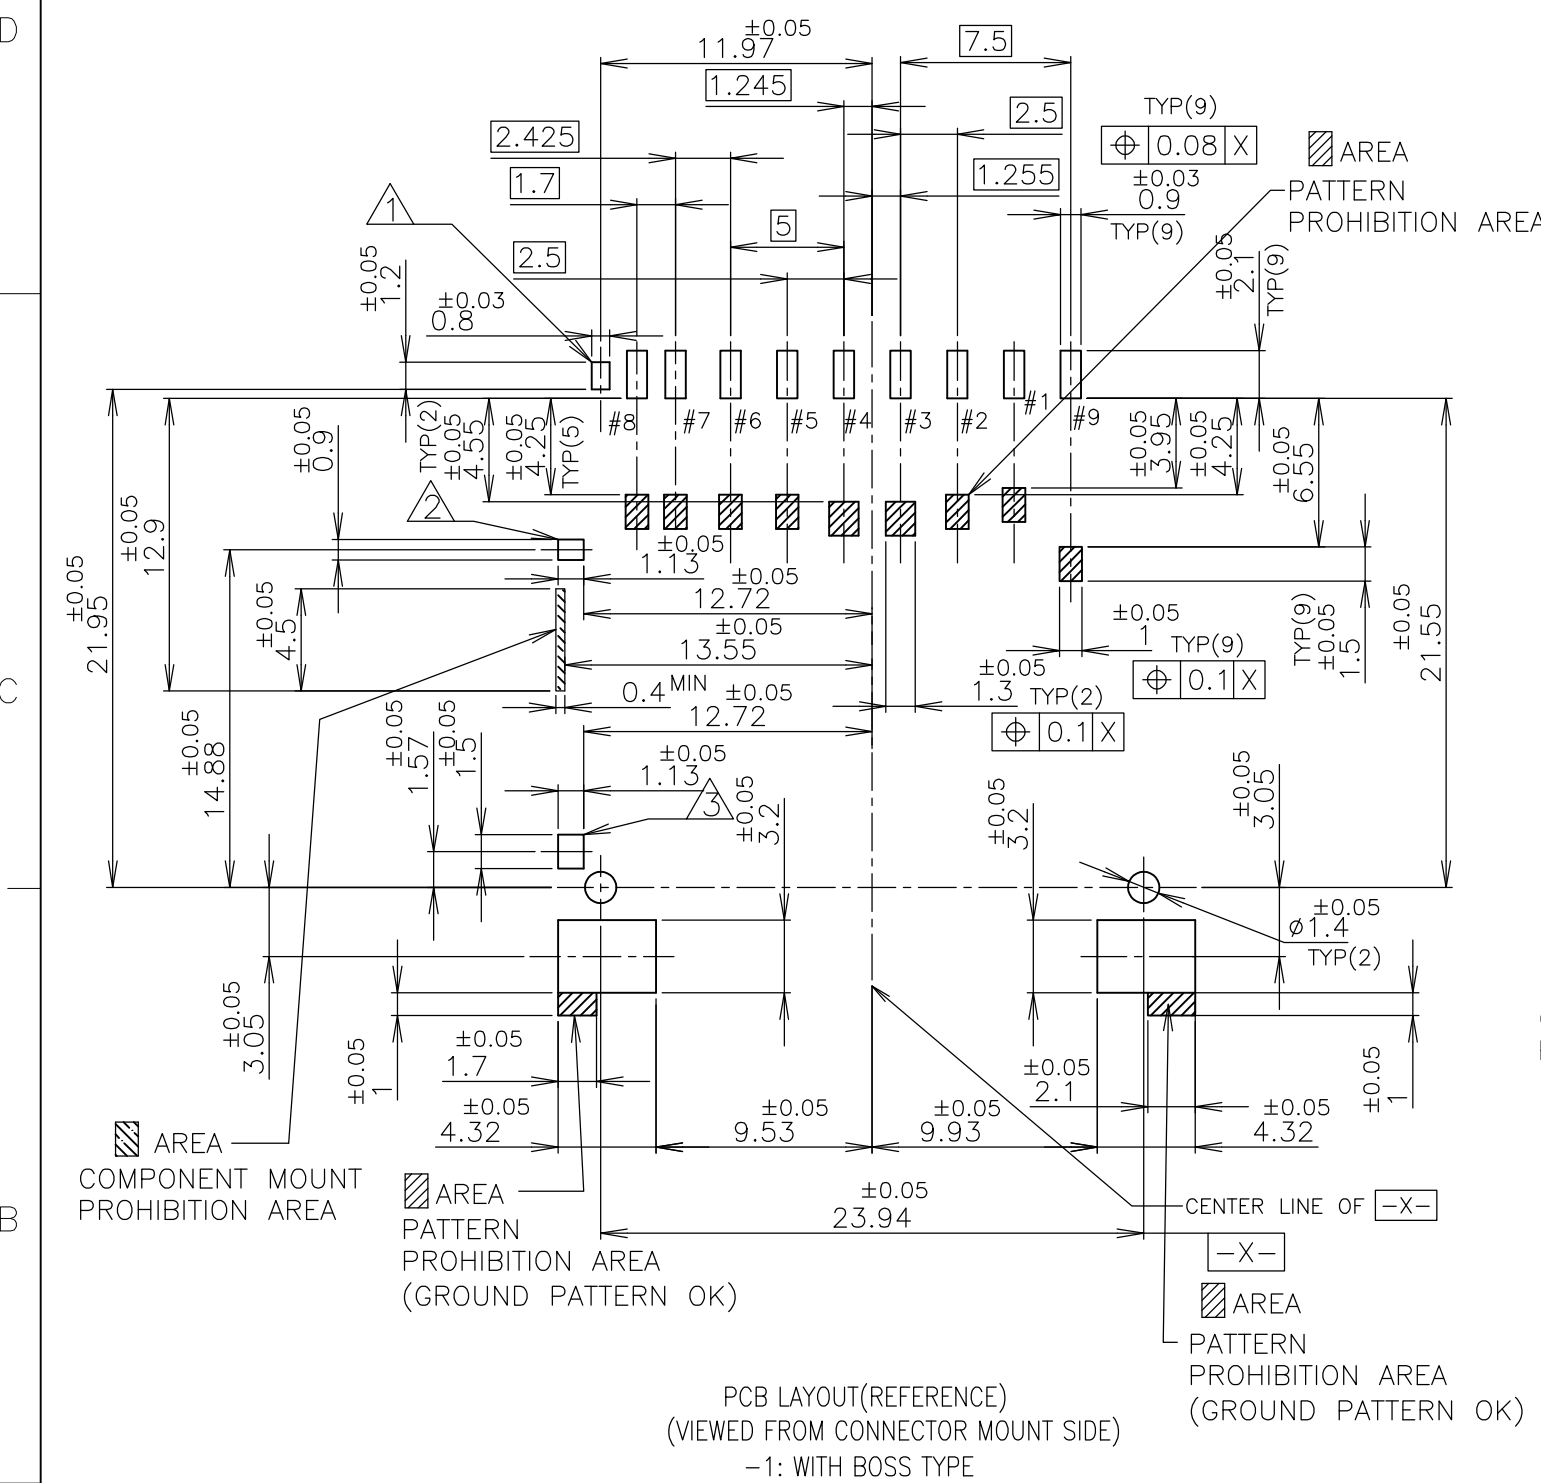 D
±0.05
11.97
7.5
1.245
2.5
TYP(9)
⌖ 0.08 X
AREA
PATTERN
PROHIBITION AREA
2.425
1.7
1.255
±0.03
0.9
TYP(9)
1
5
2.5
±0.05
1.2
±0.03
0.8
±0.05
2.1
TYP(9)
#8
#7
#6
#5
#4
#3
#2
#1
#9
±0.05
0.9
TYP(2)
±0.05
4.55
±0.05
4.25
TYP(5)
±0.05
3.95
±0.05
4.25
±0.05
6.55
2
±0.05
12.9
±0.05
21.95
±0.05
4.5
±0.05
1.13
±0.05
12.72
±0.05
13.55
0.4 MIN
±0.05
12.72
±0.05
1.3
TYP(2)
⌖ 0.1 X
±0.05
1
TYP(9)
⌖ 0.1 X
TYP(9)
±0.05
1.5
±0.05
21.55
C
±0.05
14.88
±0.05
1.57
±0.05
1.5
±0.05
1.13
3
±0.05
3.2
±0.05
3.2
±0.05
3.05
±0.05
ø1.4
TYP(2)
±0.05
3.05
±0.05
1
±0.05
1.7
±0.05
2.1
±0.05
1
±0.05
4.32
±0.05
9.53
±0.05
9.93
±0.05
4.32
AREA
COMPONENT MOUNT
PROHIBITION AREA
AREA
PATTERN
PROHIBITION AREA
(GROUND PATTERN OK)
±0.05
23.94
CENTER LINE OF -X-
-X-
B
AREA
PATTERN
PROHIBITION AREA
(GROUND PATTERN OK)
PCB LAYOUT(REFERENCE)
(VIEWED FROM CONNECTOR MOUNT SIDE)
-1: WITH BOSS TYPE